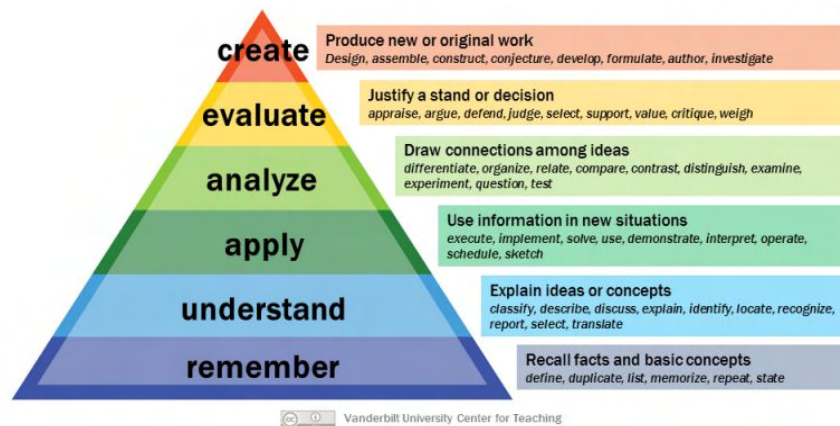 create
Produce new or original work
Design, assemble, construct, conjecture, develop, formulate, author, investigate
evaluate
Justify a stand or decision
appraise, argue, defend, judge, select, support, value, critique, weigh
analyze
Draw connections among ideas
differentiate, organize, relate, compare, contrast, distinguish, examine,
experiment, question, test
apply
Use information in new situations
execute, implement, solve, use, demonstrate, interpret, operate,
schedule, sketch
understand
Explain ideas or concepts
classify, describe, discuss, explain, identify, locate, recognize,
report, select, translate
remember
Recall facts and basic concepts
define, duplicate, list, memorize, repeat, state
cc Vanderbilt University Center for Teaching